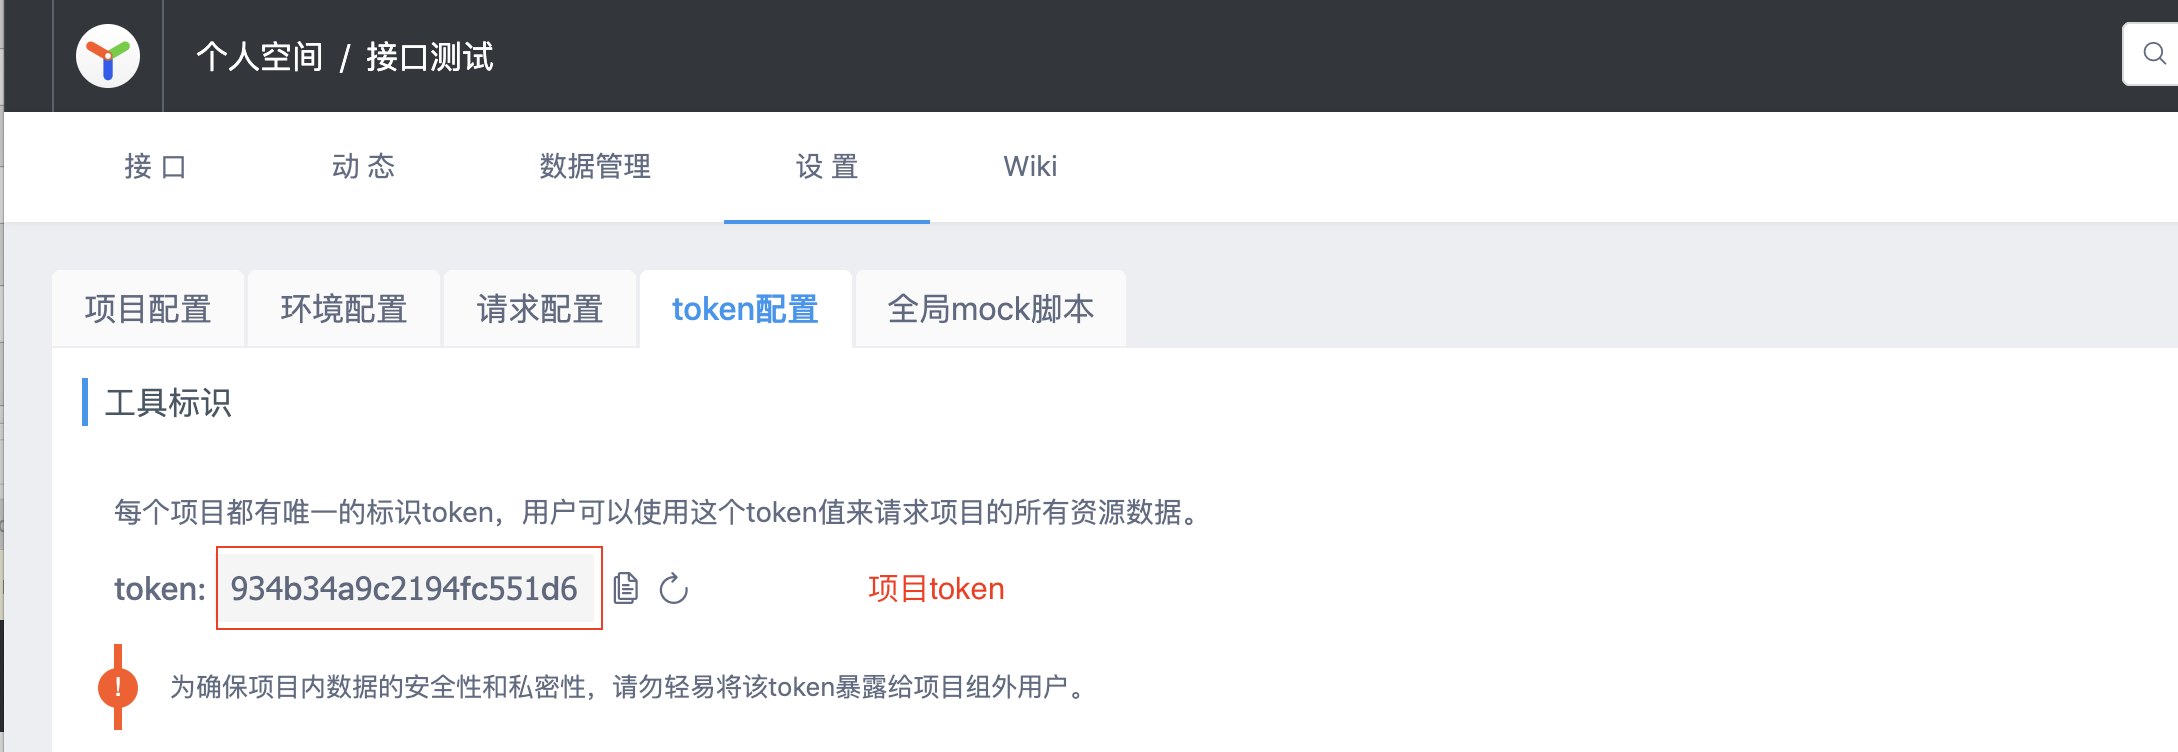 个人空间 / 接口测试
接 口 动 态 数据管理 设 置 Wiki
项目配置 环境配置 请求配置 token配置 全局mock脚本
工具标识
每个项目都有唯一的标识token，用户可以使用这个token值来请求项目的所有资源数据。
token: 934b34a9c2194fc551d6 项目token
为确保项目内数据的安全性和私密性，请勿轻易将该token暴露给项目组外用户。